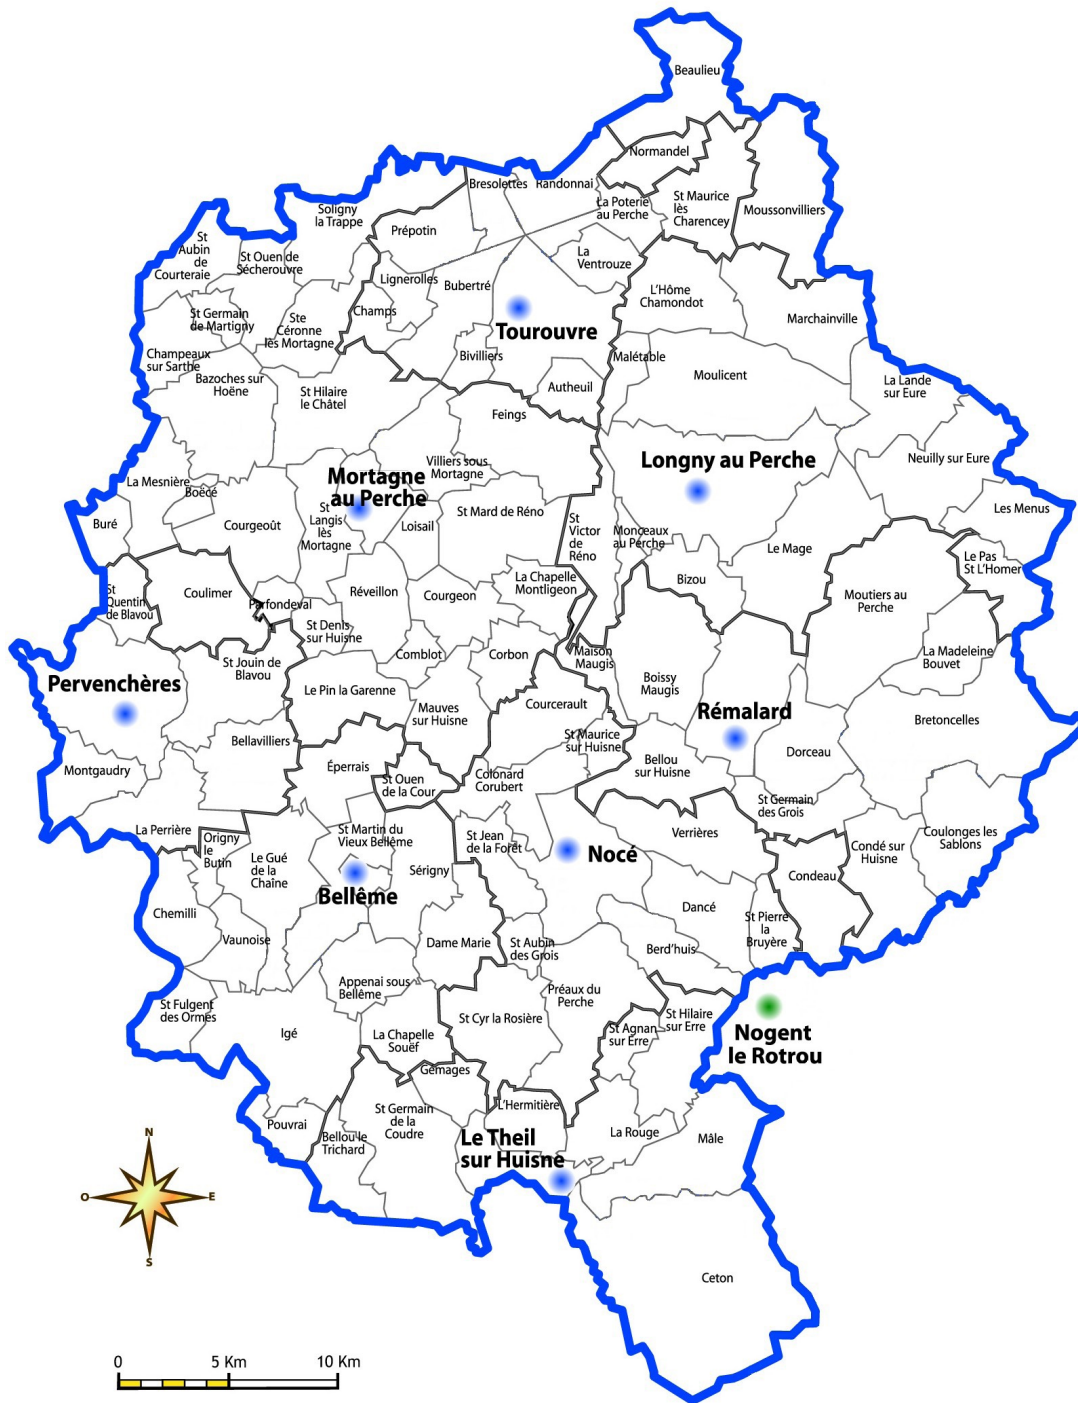 Beaulieu
Normandel
Bresolettes
Randonnai
La Poterie
au Perche
St Maurice
lès
Charencey
Moussonvilliers
Soligny
la Trappe
Prépotin
St
Aubin
de
Courteraie
St Ouen de
Sécherouvre
La
Ventrouze
Lignerolles
Bubertré
L'Hôme
Chamondot
Champs
St Germain
de Martigny
Ste
Céronne
lès Mortagne
Marchainville
Tourouvre
Champeaux
sur Sarthe
Bivilliers
Malétable
Moulicent
Bazoches sur
Hoëne
St Hilaire
le Châtel
Autheuil
La Lande
sur Eure
Feings
Longny au Perche
Neuilly sur Eure
Villiers sous
Mortagne
Mortagne
au Perche
La Mesnière
Boëcé
Les Menus
Buré
Courgeoût
St
Langis
lès
Mortagne
Loisail
St Mard de Réno
St
Victor
de
Réno
Monceaux
au Perche
Le Mage
Le Pas
St L'Homer
St
Quentin
de Blavou
Coulimer
Parfondeval
Réveillon
Courgeon
La Chapelle
Montligeon
Bizou
Moutiers au
Perche
St Denis
sur Huisne
Comblot
Corbon
Maison
Maugis
La Madeleine
Bouvet
St Jouin de
Blavou
Pervenchères
Le Pin la Garenne
Boissy
Maugis
Mauves
sur Huisne
Courcerault
Rémalard
Bretoncelles
Bellavilliers
St Maurice
sur Huisne
Dorceau
Montgaudry
Éperrais
St Ouen
de la Cour
Colonard
Corubert
Bellou
sur Huisne
St Germain
des Grois
La Perrière
Origny
le
Butin
St Martin du
Vieux Bellême
St Jean
de la Forêt
Verrières
Coulonges les
Sablons
Condé sur
Huisne
Le Gué
de la
Chaîne
Nocé
Sérigny
Condeau
Bellême
Chemilli
Dancé
St Pierre
la
Bruyère
Vaunoise
Dame Marie
St Aubin
des Grois
Berd'huis
Appenai sous
Bellême
Préaux du
Perche
St Fulgent
des Ormes
Igé
La Chapelle
Souëf
St Cyr la Rosière
St Agnan
sur Erre
St Hilaire
sur Erre
Nogent
le Rotrou
Gemages
L'Hermitière
Pouvrai
St Germain
de la
Coudre
Bellou le
Trichard
Le Theil
sur Huisne
La Rouge
Mâle
N
O
E
S
Ceton
0
5 Km
10 Km